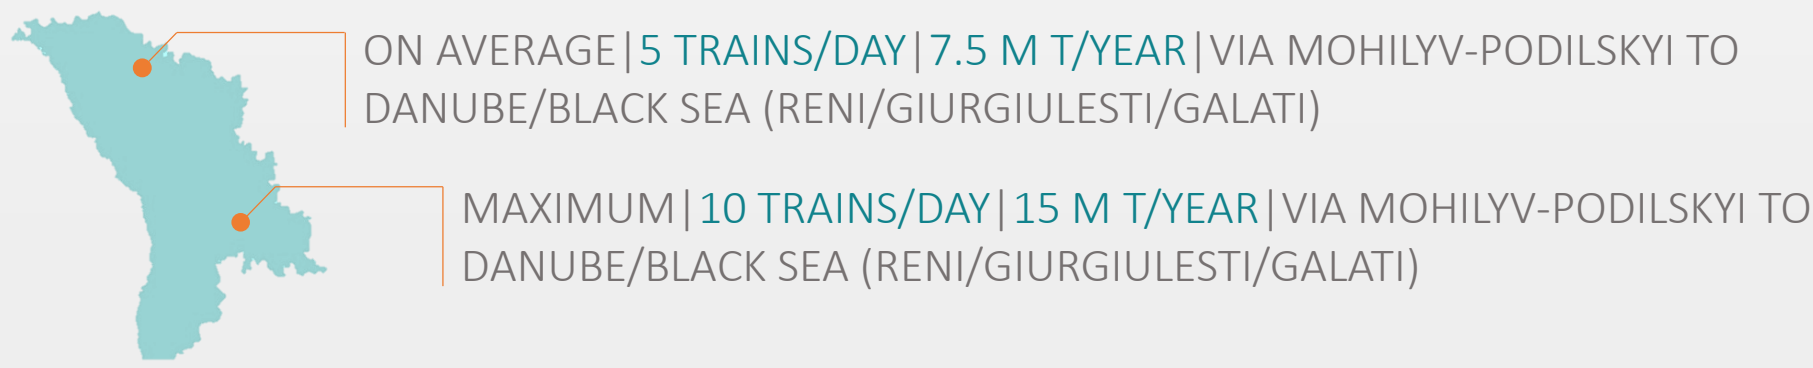 ON AVERAGE|5 TRAINS/DAY|7.5 M T/YEAR|VIA MOHILYV-PODILSKYI TO
DANUBE/BLACK SEA (RENI/GIURGIULESTI/GALATI)
MAXIMUM|10 TRAINS/DAY|15 M T/YEAR|VIA MOHILYV-PODILSKYI TO
DANUBE/BLACK SEA (RENI/GIURGIULESTI/GALATI)